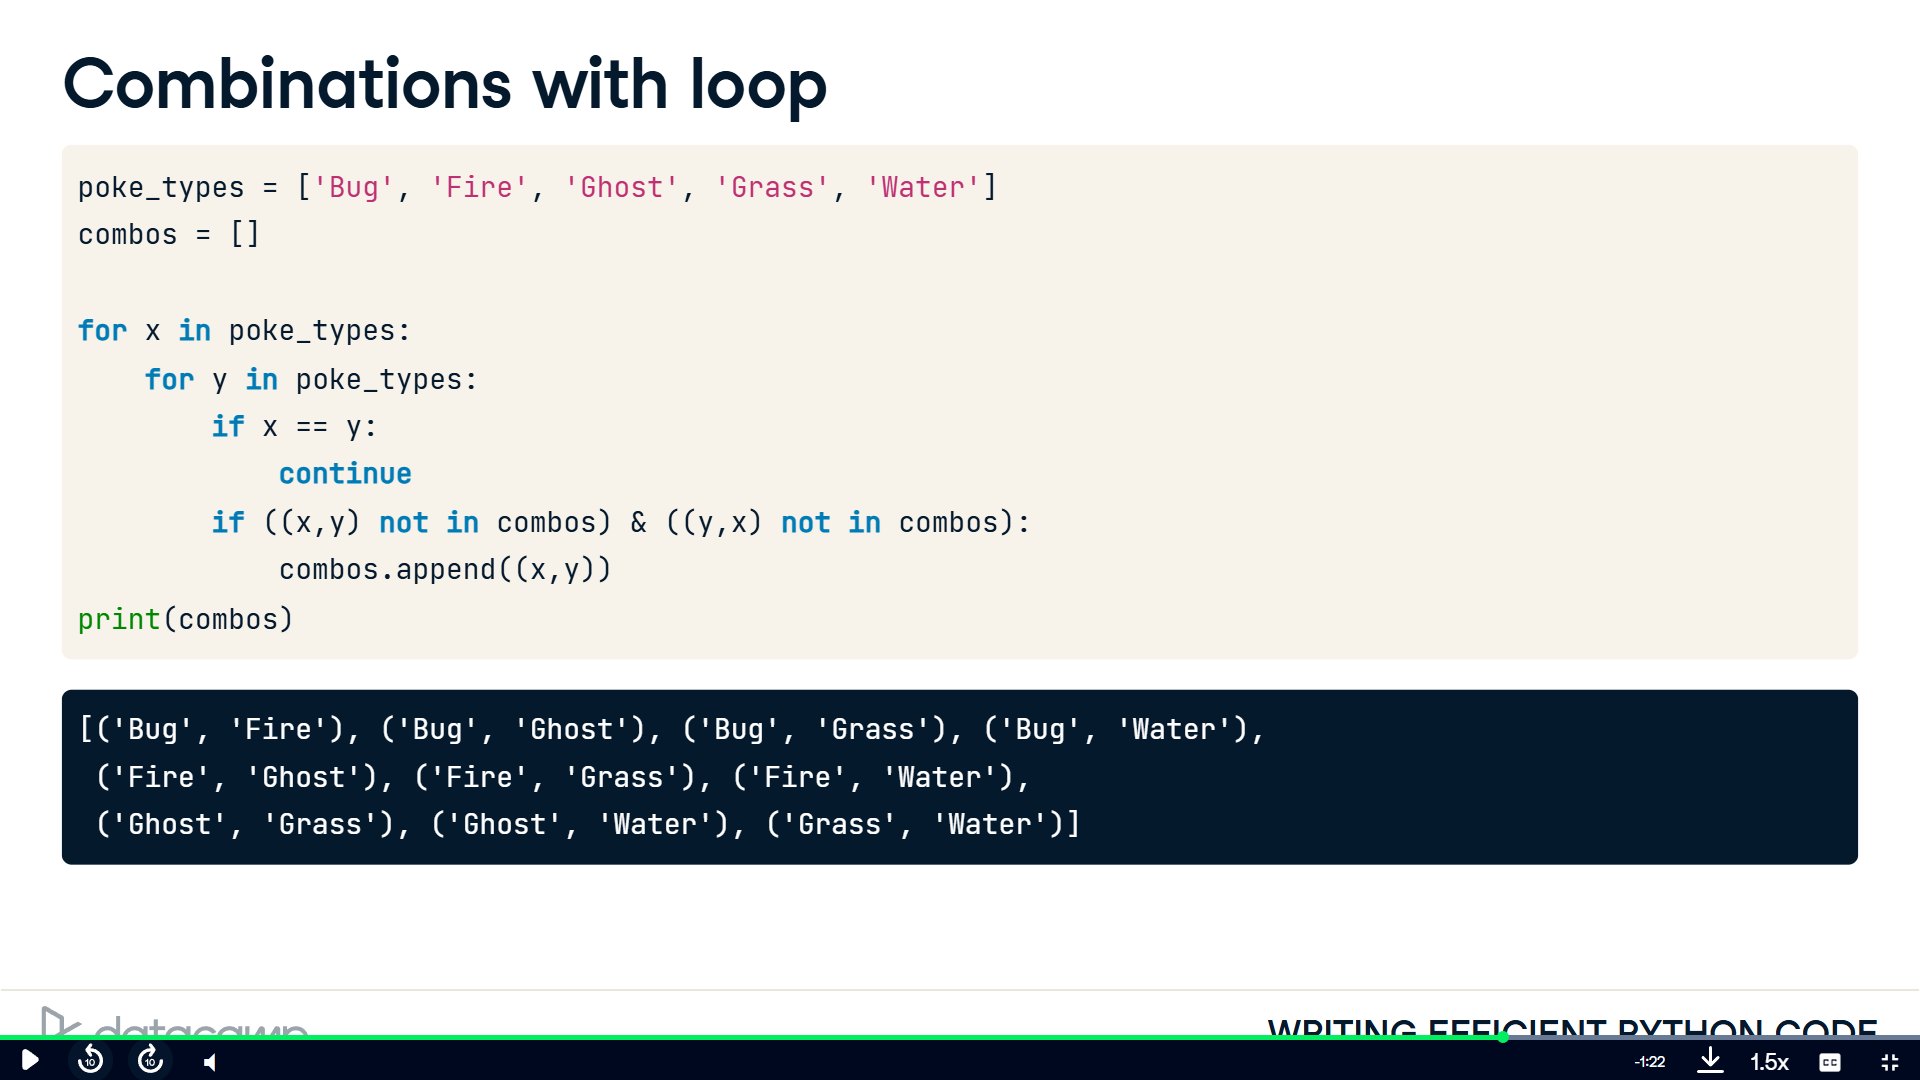 Combinations with loop
poke_types = ['Bug', 'Fire', 'Ghost', 'Grass', 'Water']
combos = []
for x in poke_types:
    for y in poke_types:
        if x == y:
            continue
        if ((x,y) not in combos) & ((y,x) not in combos):
            combos.append((x,y))
print(combos)
[('Bug', 'Fire'), ('Bug', 'Ghost'), ('Bug', 'Grass'), ('Bug', 'Water'),
 ('Fire', 'Ghost'), ('Fire', 'Grass'), ('Fire', 'Water'),
 ('Ghost', 'Grass'), ('Ghost', 'Water'), ('Grass', 'Water')]
datacamp
WRITING EFFICIENT PYTHON CODE
10
10
-1:22
1.5x
CC